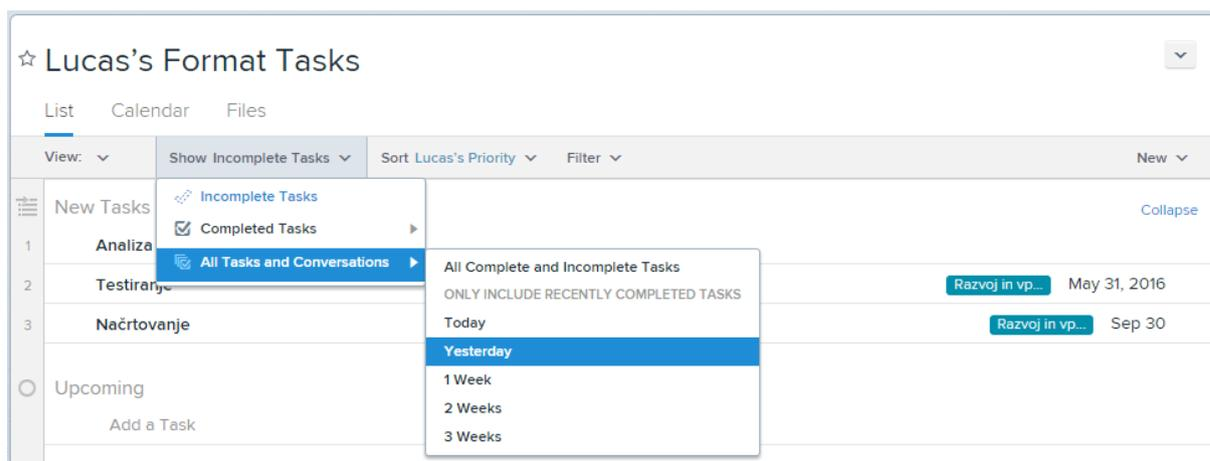 Lucas's Format Tasks
List Calendar Files
View: Show Incomplete Tasks Sort Lucas's Priority Filter New
New Tasks Collapse
Incomplete Tasks
Completed Tasks
All Tasks and Conversations
All Complete and Incomplete Tasks
ONLY INCLUDE RECENTLY COMPLETED TASKS
Today
Yesterday
1 Week
2 Weeks
3 Weeks
1 Analiza
2 Testiranje Razvoj in vp... May 31, 2016
3 Načrtovanje Razvoj in vp... Sep 30
Upcoming
Add a Task